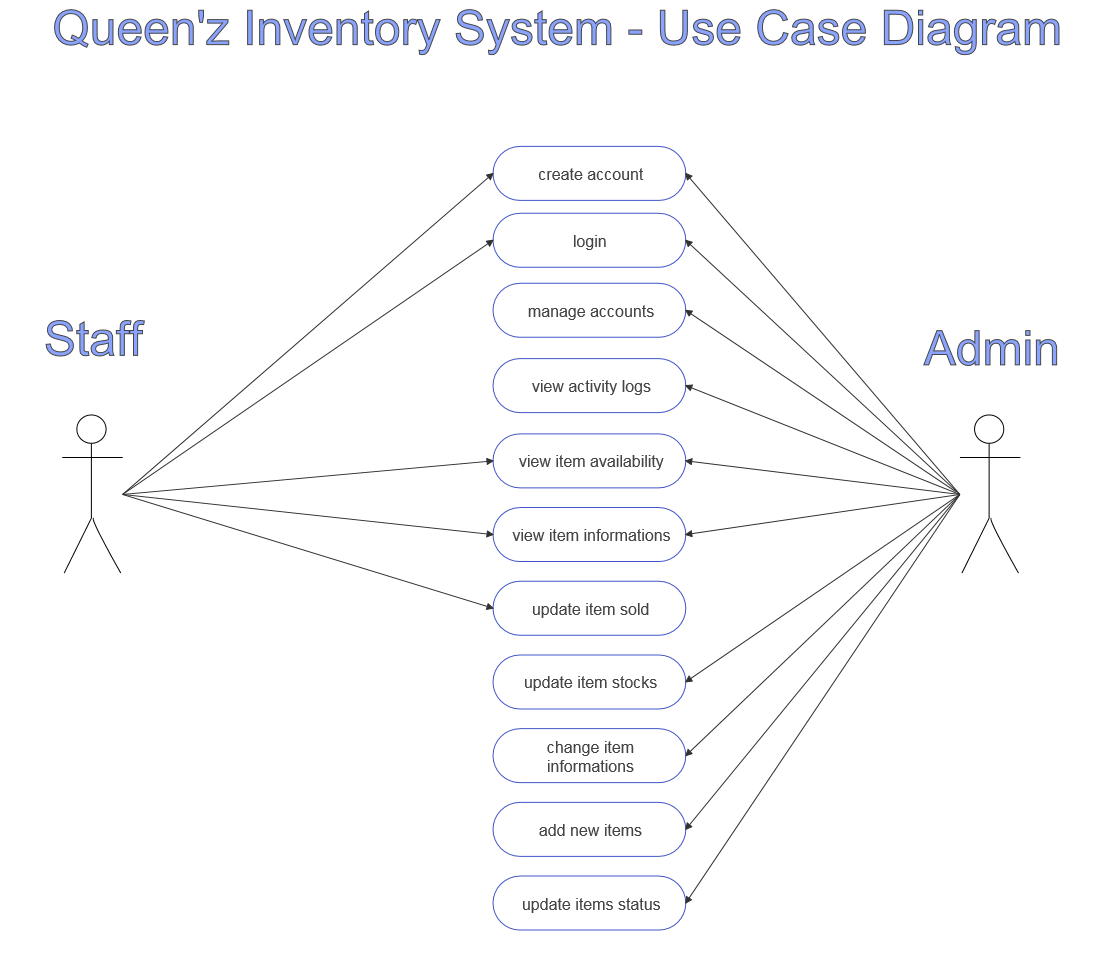 Queen'z Inventory System - Use Case Diagram
create account
login
manage accounts
Staff
Admin
view activity logs
view item availability
view item informations
update item sold
update item stocks
change item
informations
add new items
update items status